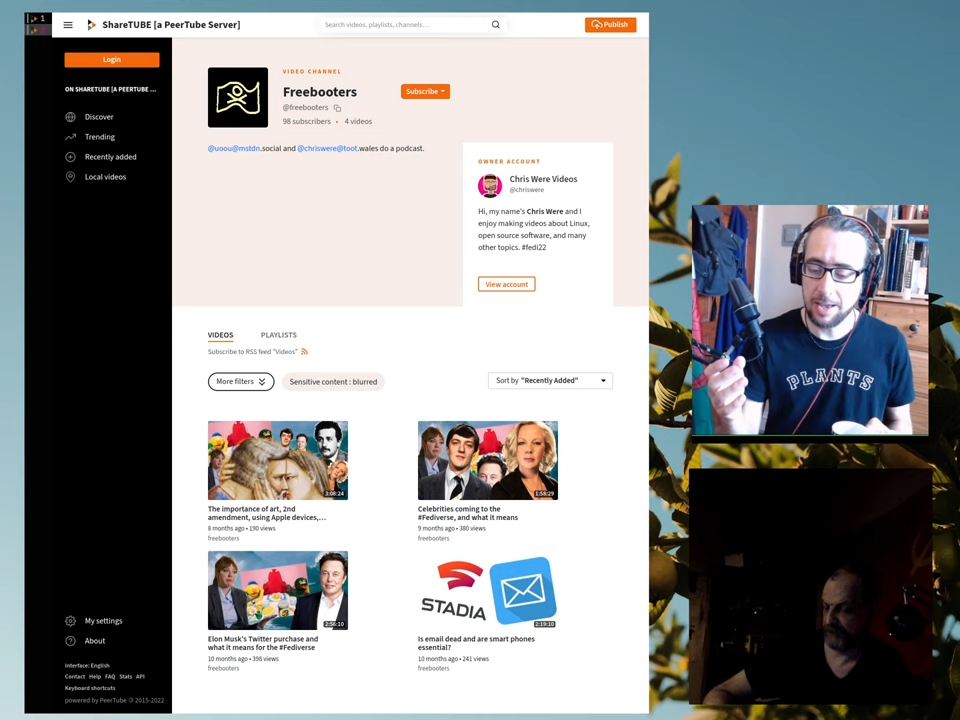 1
ShareTUBE [a PeerTube Server]
Search videos, playlists, channels…
Publish
Login
ON SHARETUBE [A PEERTUBE …
Discover
Trending
Recently added
Local videos
My settings
About
Interface: English
Contact Help FAQ Stats API
Keyboard shortcuts
powered by PeerTube © 2015-2022
VIDEO CHANNEL
Freebooters
Subscribe
@freebooters
98 subscribers • 4 videos
@uoou@mstdn.social and @chriswere@toot.wales do a podcast.
OWNER ACCOUNT
Chris Were Videos
@chriswere
Hi, my name's Chris Were and I
enjoy making videos about Linux,
open source software, and many
other topics. #fedi22
View account
VIDEOS
PLAYLISTS
Subscribe to RSS feed "Videos"
More filters
Sensitive content : blurred
Sort by "Recently Added"
3:08:24
The importance of art, 2nd
amendment, using Apple devices,…
8 months ago • 190 views
freebooters
1:58:29
Celebrities coming to the
#Fediverse, and what it means
9 months ago • 380 views
freebooters
2:56:10
Elon Musk's Twitter purchase and
what it means for the #Fediverse
10 months ago • 398 views
freebooters
STADIA
2:19:10
Is email dead and are smart phones
essential?
10 months ago • 241 views
freebooters
PLANTS